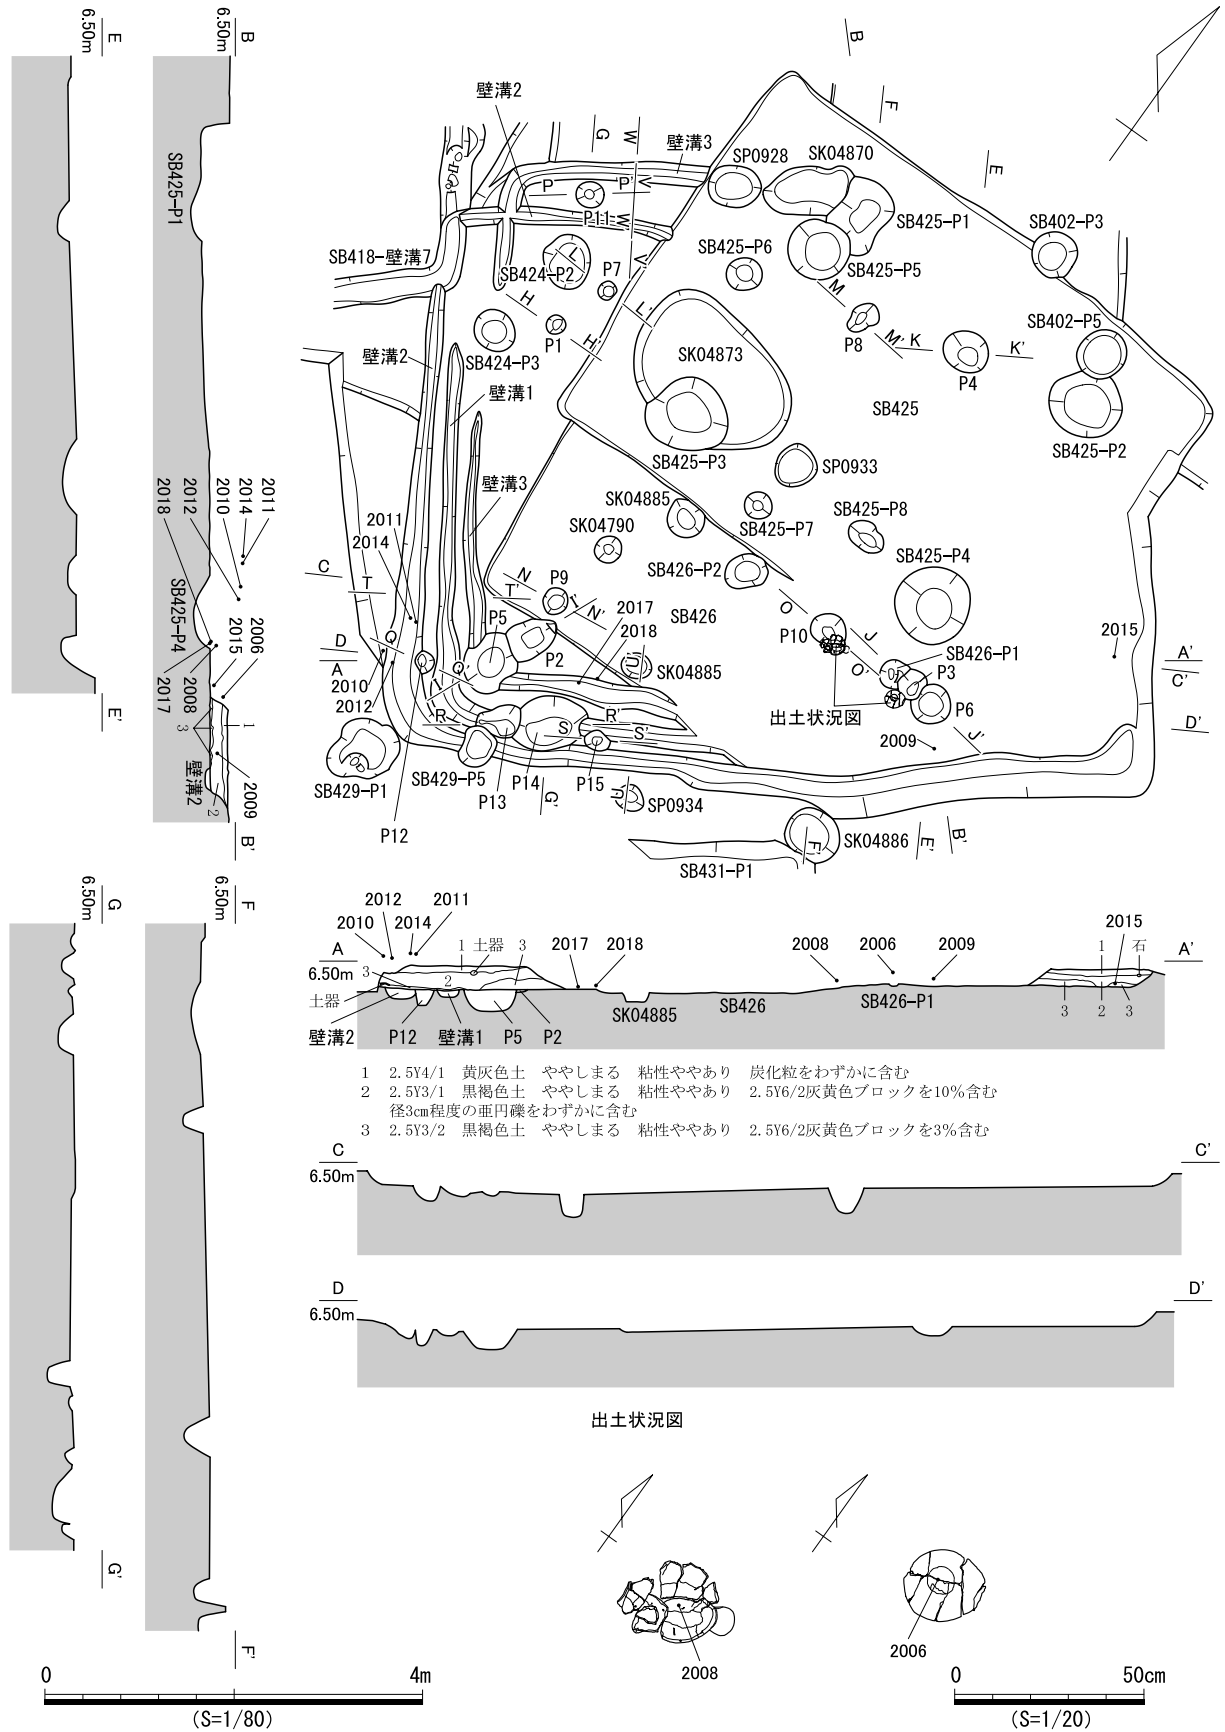 E
6.50m
B
6.50m
SB425-P1
2018
2012
2010
2014
2011
SB425-P4
2017
2008
2015
2006
3
1
壁溝2
2
2009
E'
B'
G
6.50m
F
6.50m
G'
F'
B
F
E
壁溝2
G
W
壁溝3
SP0928
SK04870
P
P'
P11
W'
SB425-P1
SB402-P3
SB418-壁溝7
SB424-P2
L
P7
V
SB425-P6
SB425-P5
H
L'
M
SB402-P5
壁溝2
SB424-P3
P1
H'
SK04873
P8
M'
K
K'
P4
壁溝1
SB425
SB425-P3
SB425-P2
SP0933
壁溝3
SK04885
SB425-P8
2011
SK04790
SB425-P7
2014
SB425-P4
SB426-P2
C
T
N
P9
T'
N'
2017
SB426
O
P5
2018
P10
J
2015
A'
C'
D
Q
Q'
P2
SK04885
O'
SB426-P1
P3
A
2010
2012
R
R'
S
S'
出土状況図
P6
D'
J'
2009
SB429-P1
SB429-P5
P13
P14
P15
G'
SP0934
P12
SK04886
F'
E'
B'
SB431-P1
2012
2010
2014
2011
A
1
土器
3
2017
2018
2008
2006
2009
2015
1
石
A'
6.50m
3
2
土器
SK04885
SB426
SB426-P1
3
2
3
壁溝2
P12
壁溝1
P5
P2
1 2.5Y4/1 黄灰色土 ややしまる 粘性ややあり 炭化粒をわずかに含む
2 2.5Y3/1 黒褐色土 ややしまる 粘性ややあり 2.5Y6/2灰黄色ブロックを10%含む
径3cm程度の亜円礫をわずかに含む
3 2.5Y3/2 黒褐色土 ややしまる 粘性ややあり 2.5Y6/2灰黄色ブロックを3%含む
C
6.50m
C'
D
6.50m
D'
出土状況図
2008
2006
0
4m
(S=1/80)
0
50cm
(S=1/20)